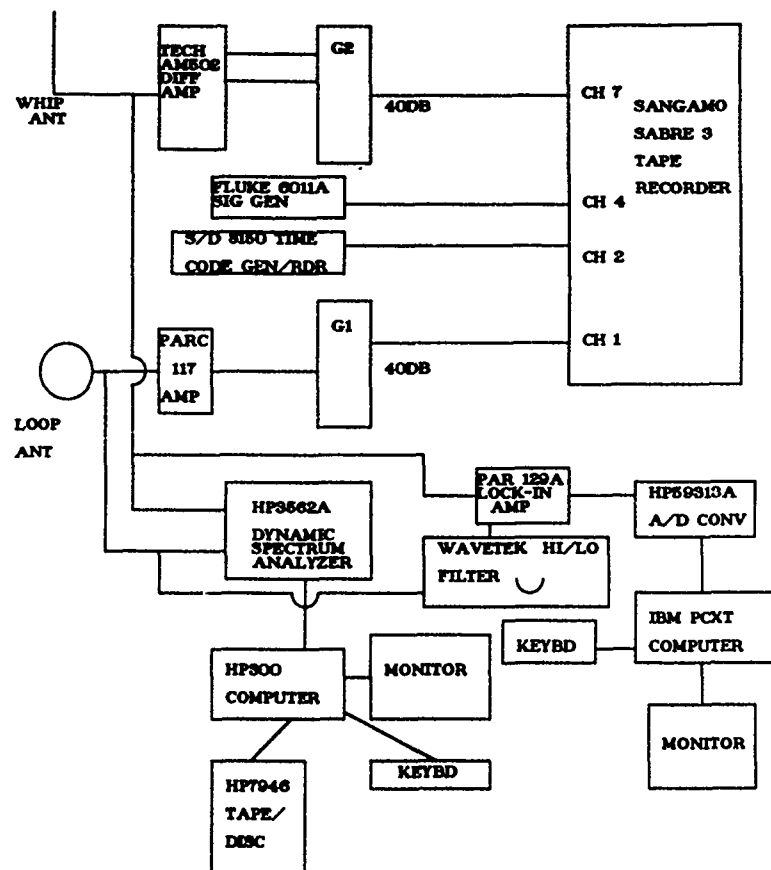 TECH
AM502
DIFF
AMP
G2
WHIP
ANT
40DB
CH 7
SANGAMO
SABRE 3
TAPE
RECORDER
FLUKE 6011A
SIG GEN
CH 4
S/D 8150 TIME
CODE GEN/RDR
CH 2
PARC
117
AMP
G1
40DB
CH 1
LOOP
ANT
HP3562A
DYNAMIC
SPECTRUM
ANALYZER
PAR 129A
LOCK-IN
AMP
HP59313A
A/D CONV
WAVETEK HI/LO
FILTER
KEYBD
IBM PCXT
COMPUTER
HP300
COMPUTER
MONITOR
MONITOR
KEYBD
HP7946
TAPE/
DISC